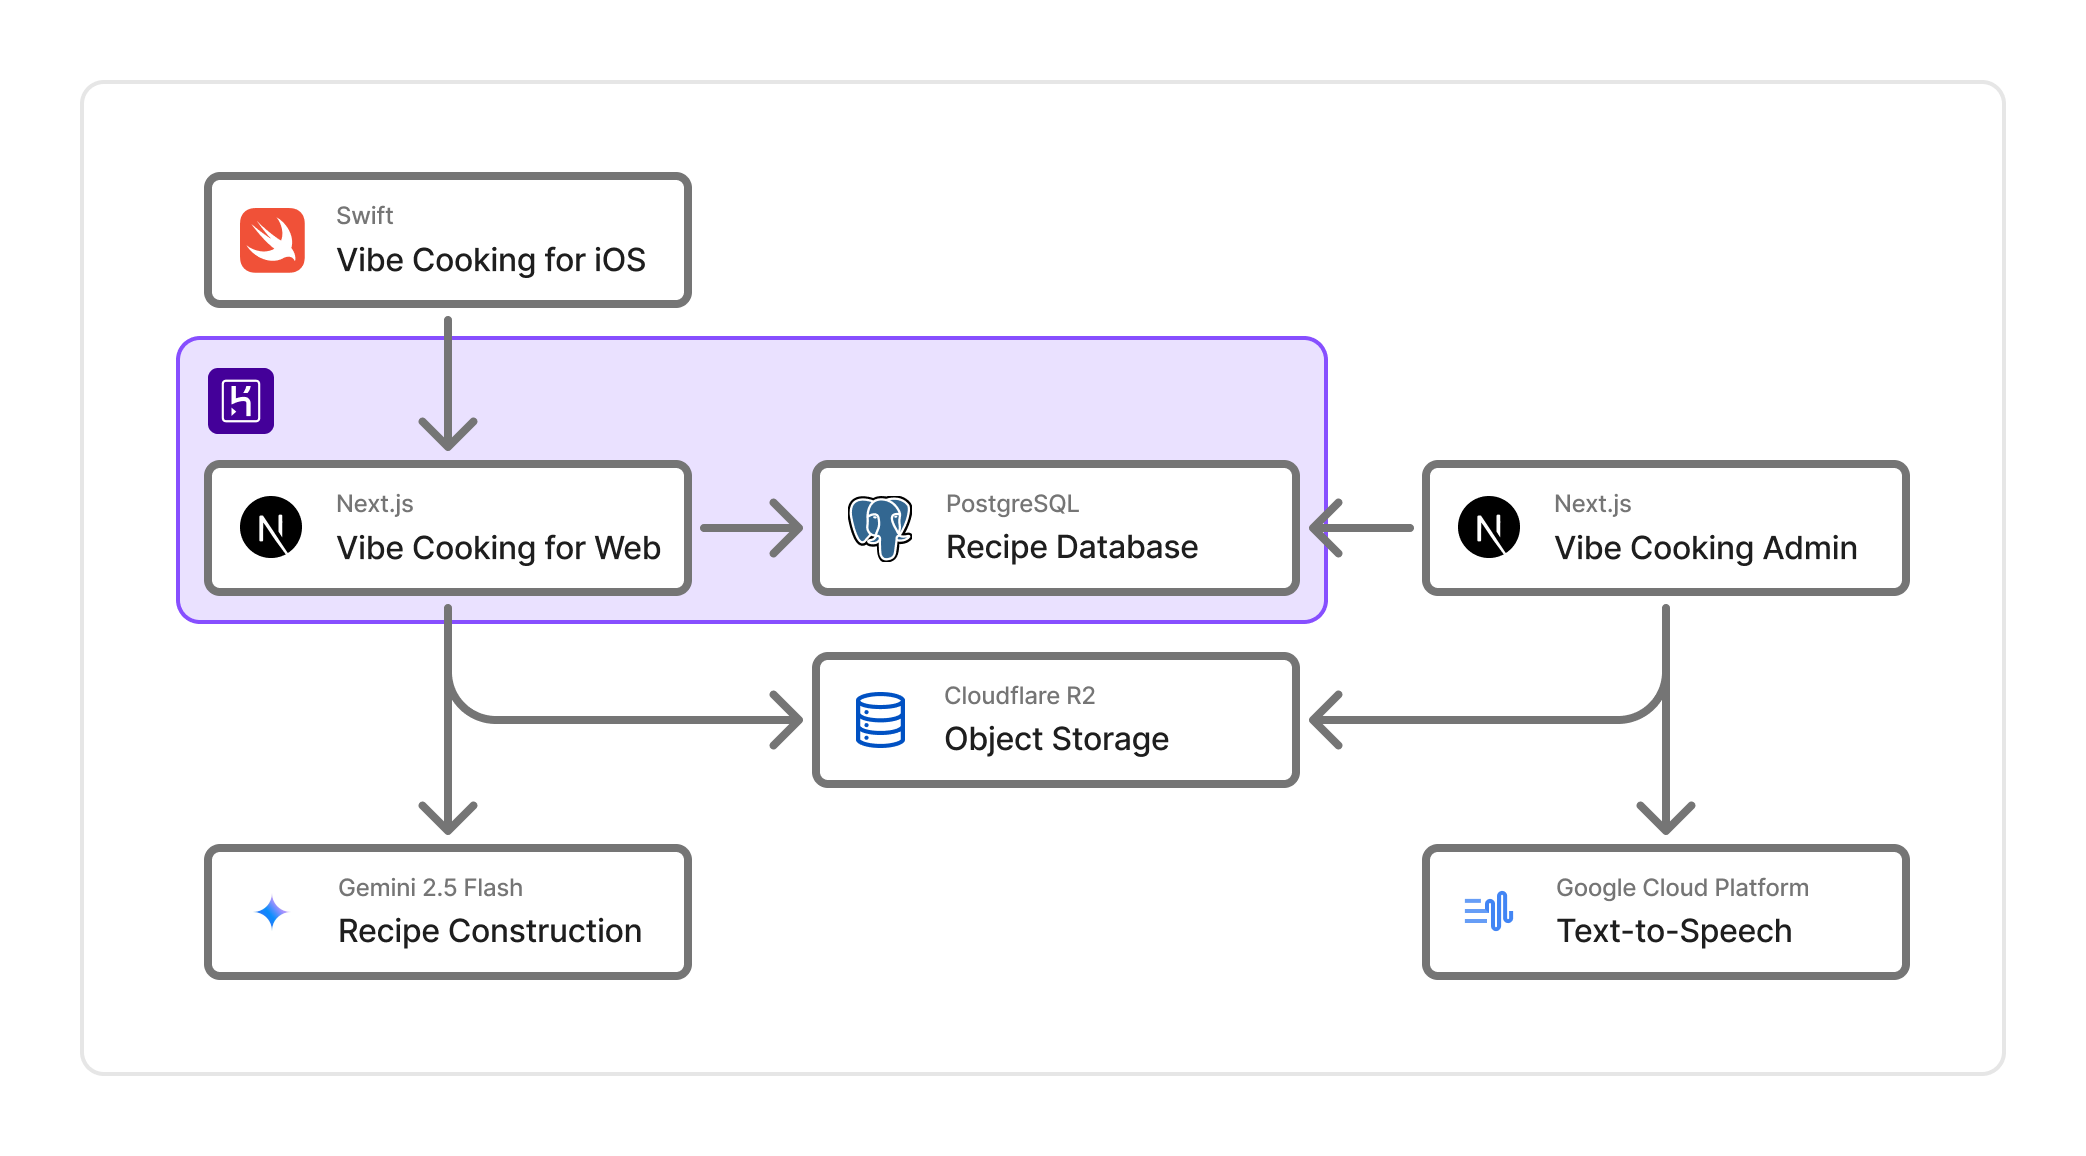 Swift
Vibe Cooking for iOS
Next.js
Vibe Cooking for Web
PostgreSQL
Recipe Database
Next.js
Vibe Cooking Admin
Cloudflare R2
Object Storage
Gemini 2.5 Flash
Recipe Construction
Google Cloud Platform
Text-to-Speech